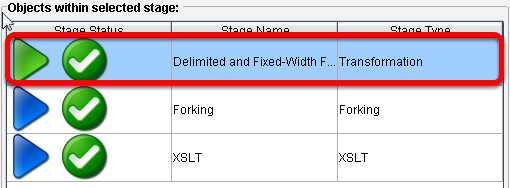 Objects within selected stage:
Stage Status Stage Name Stage Type
Delimited and Fixed-Width F... Transformation
Forking Forking
XSLT XSLT